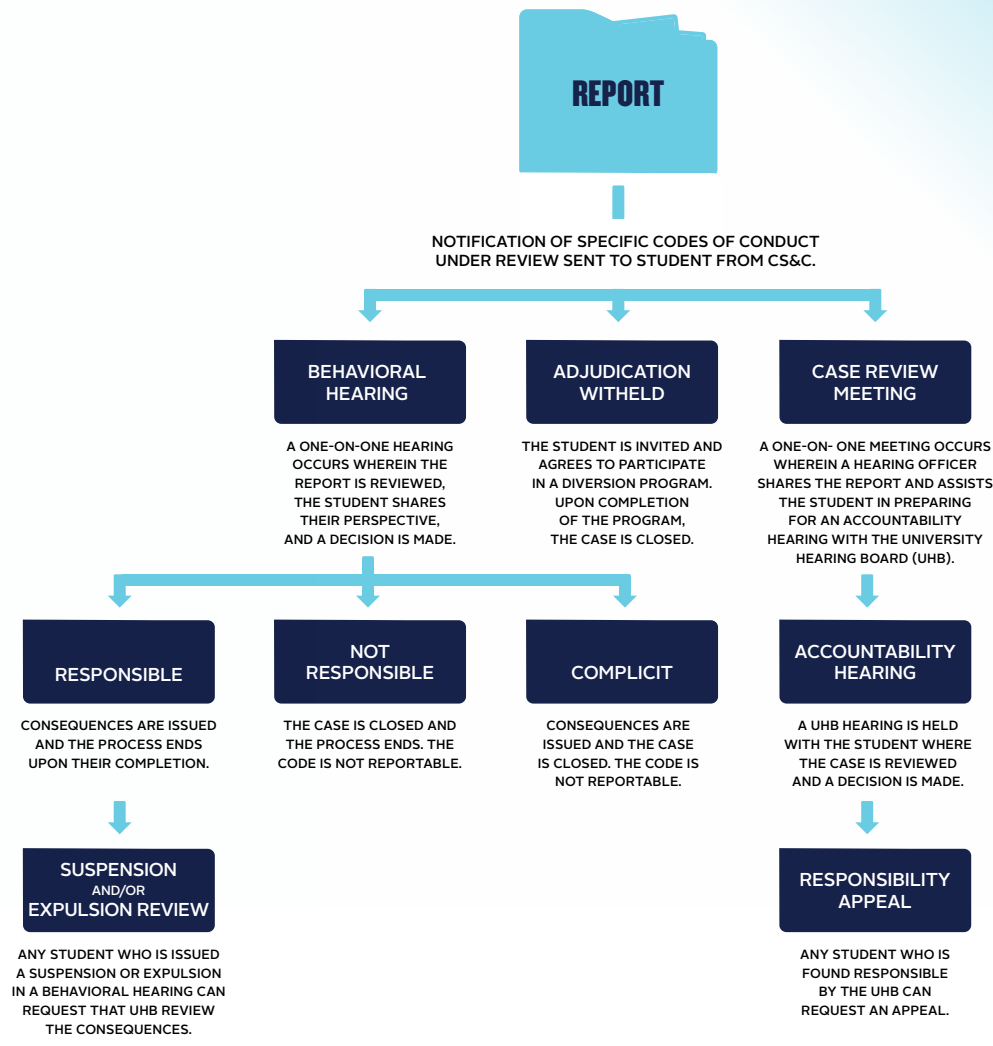 REPORT
NOTIFICATION OF SPECIFIC CODES OF CONDUCT
UNDER REVIEW SENT TO STUDENT FROM CS&C.
BEHAVIORAL
HEARING
A ONE-ON-ONE HEARING
OCCURS WHEREIN THE
REPORT IS REVIEWED,
THE STUDENT SHARES
THEIR PERSPECTIVE,
AND A DECISION IS MADE.
ADJUDICATION
WITHELD
THE STUDENT IS INVITED AND
AGREES TO PARTICIPATE
IN A DIVERSION PROGRAM.
UPON COMPLETION
OF THE PROGRAM,
THE CASE IS CLOSED.
CASE REVIEW
MEETING
A ONE-ON- ONE MEETING OCCURS
WHEREIN A HEARING OFFICER
SHARES THE REPORT AND ASSISTS
THE STUDENT IN PREPARING
FOR AN ACCOUNTABILITY
HEARING WITH THE UNIVERSITY
HEARING BOARD (UHB).
RESPONSIBLE
CONSEQUENCES ARE ISSUED
AND THE PROCESS ENDS
UPON THEIR COMPLETION.
NOT
RESPONSIBLE
THE CASE IS CLOSED AND
THE PROCESS ENDS. THE
CODE IS NOT REPORTABLE.
COMPLICIT
CONSEQUENCES ARE
ISSUED AND THE CASE
IS CLOSED. THE CODE IS
NOT REPORTABLE.
ACCOUNTABILITY
HEARING
A UHB HEARING IS HELD
WITH THE STUDENT WHERE
THE CASE IS REVIEWED
AND A DECISION IS MADE.
SUSPENSION
AND/OR
EXPULSION REVIEW
ANY STUDENT WHO IS ISSUED
A SUSPENSION OR EXPULSION
IN A BEHAVIORAL HEARING CAN
REQUEST THAT UHB REVIEW
THE CONSEQUENCES.
RESPONSIBILITY
APPEAL
ANY STUDENT WHO IS
FOUND RESPONSIBLE
BY THE UHB CAN
REQUEST AN APPEAL.